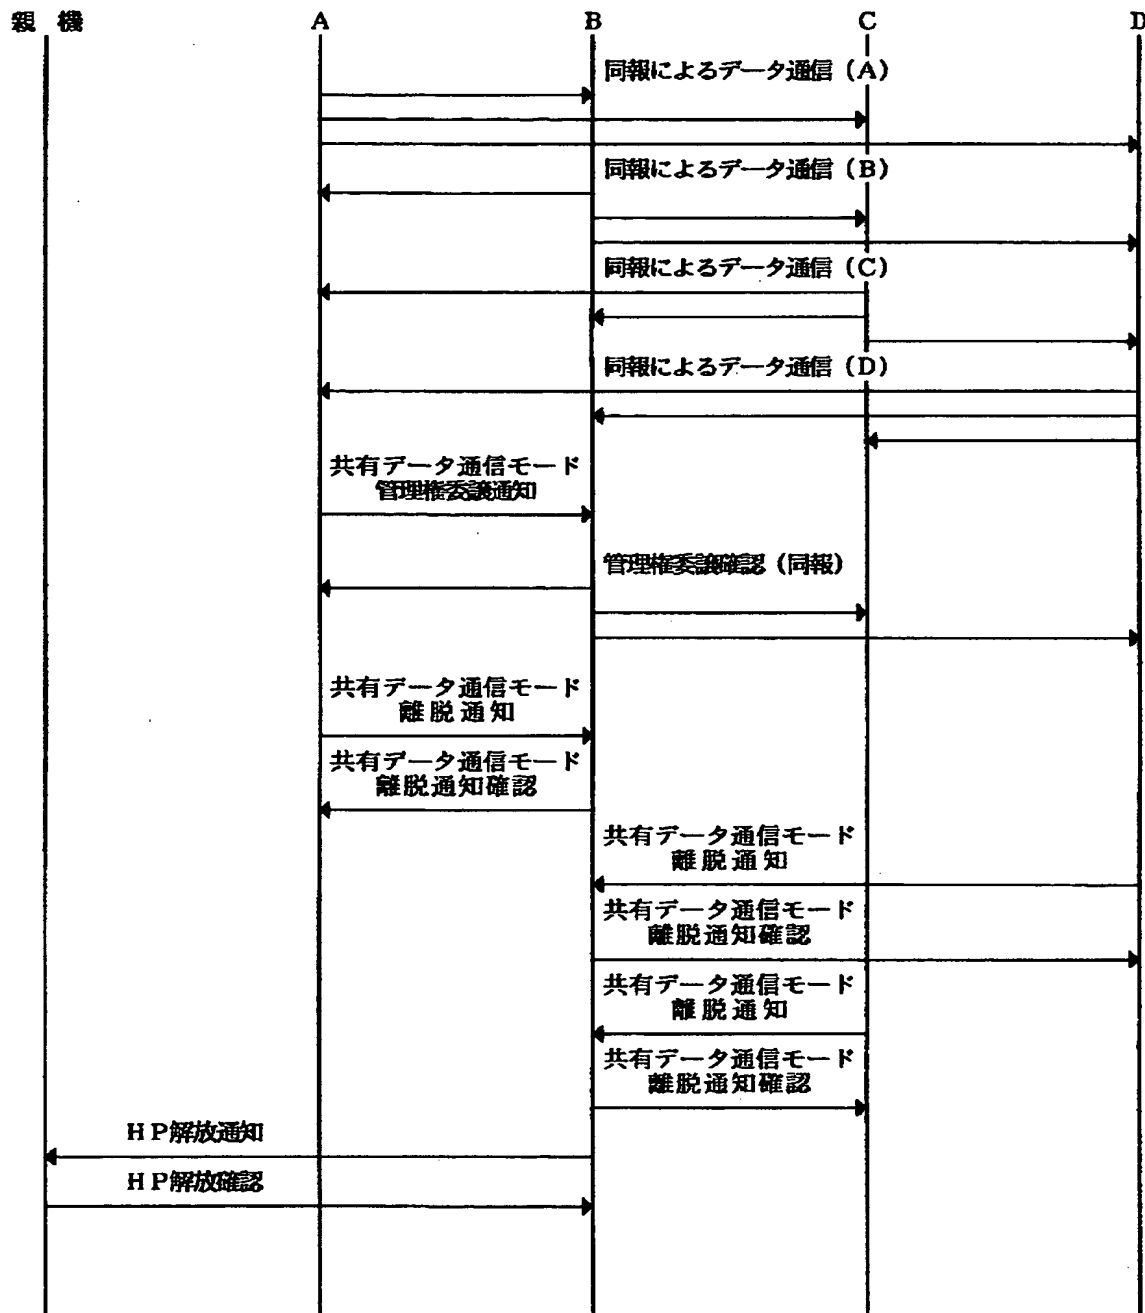 親 機 A B C D
同報によるデータ通信（A）
同報によるデータ通信（B）
同報によるデータ通信（C）
同報によるデータ通信（D）
共有データ通信モード
管理権委譲通知
管理権委譲確認（同報）
共有データ通信モード
離脱通知
共有データ通信モード
離脱通知確認
共有データ通信モード
離脱通知
共有データ通信モード
離脱通知確認
共有データ通信モード
離脱通知
共有データ通信モード
離脱通知確認
HP解放通知
HP解放確認